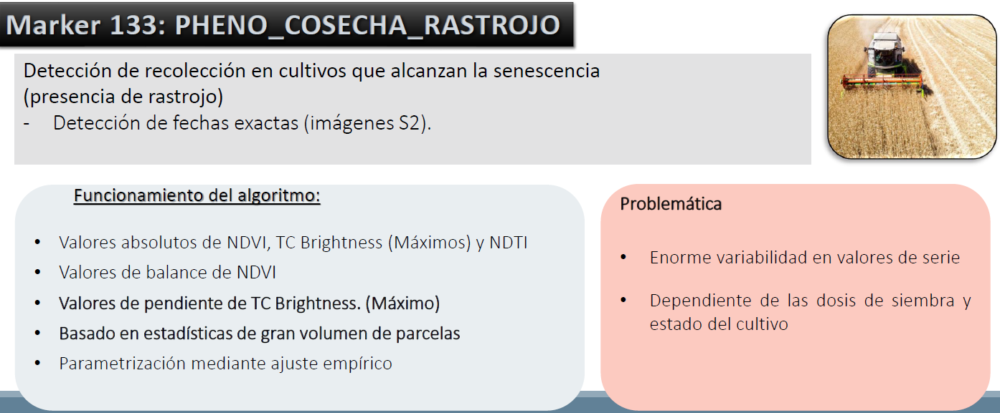 Marker 133: PHENO_COSECHA_RASTROJO
Detección de recolección en cultivos que alcanzan la senescencia
(presencia de rastrojo)
- Detección de fechas exactas (imágenes S2).
Funcionamiento del algoritmo:
• Valores absolutos de NDVI, TC Brightness (Máximos) y NDTI
• Valores de balance de NDVI
• Valores de pendiente de TC Brightness. (Máximo)
• Basado en estadísticas de gran volumen de parcelas
• Parametrización mediante ajuste empírico
Problemática
• Enorme variabilidad en valores de serie
• Dependiente de las dosis de siembra y
estado del cultivo